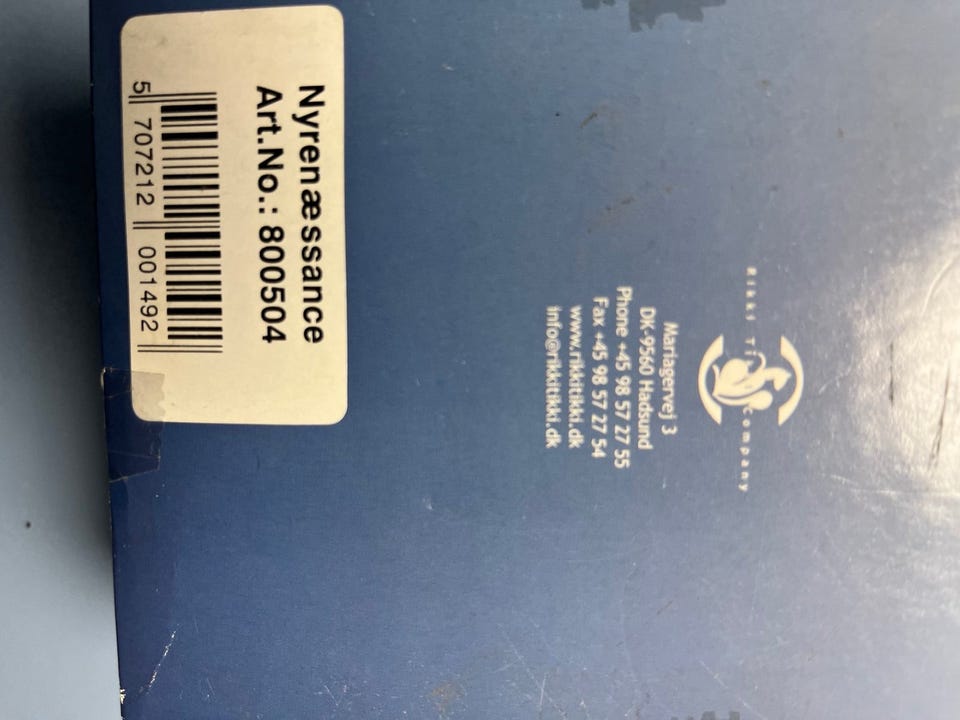 Nyrenæssance
Art.No.: 800504
5 707212 001492
Rikki Ti Company
Mariagervej 3
DK-9560 Hadsund
Phone +45 98 57 27 55
Fax +45 98 57 27 54
www.rikkitikki.dk
info@rikkitikki.dk